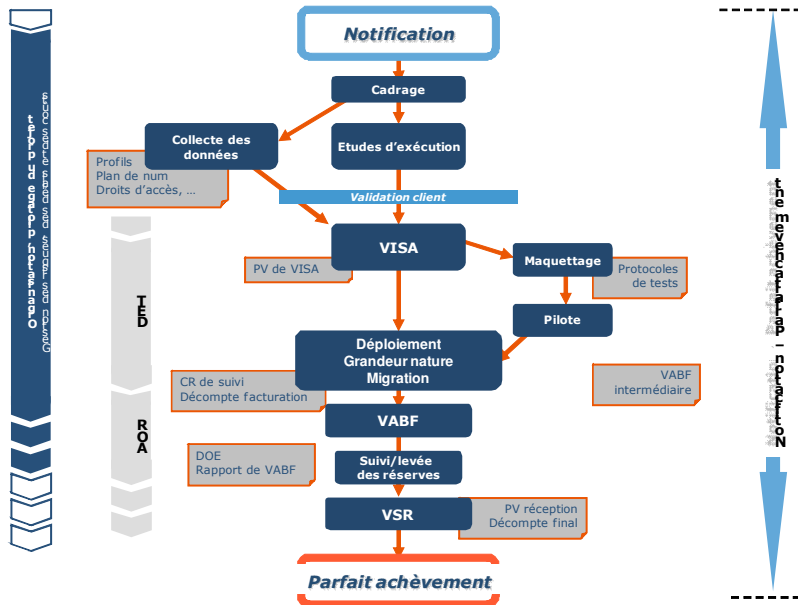 Notification
Cadrage
Collecte des
données
Etudes d’exécution
Profils
Plan de num
Droits d’accès, …
Validation client
VISA
PV de VISA
Maquettage
Protocoles
de tests
Pilote
Déploiement
Grandeur nature
Migration
VABF
intermédiaire
CR de suivi
Décompte facturation
VABF
DOE
Rapport de VABF
Suivi/levée
des réserves
VSR
PV réception
Décompte final
Parfait achèvement